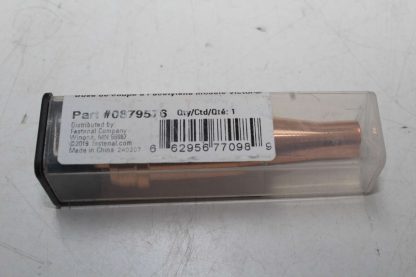 Part #0879576 Qty/Ctd/Qté: 1
Distributed by:
Fastenal Company
Winona, MN 55987
©2019 fastenal.com
Made in China 240207
6 62956 77098 9